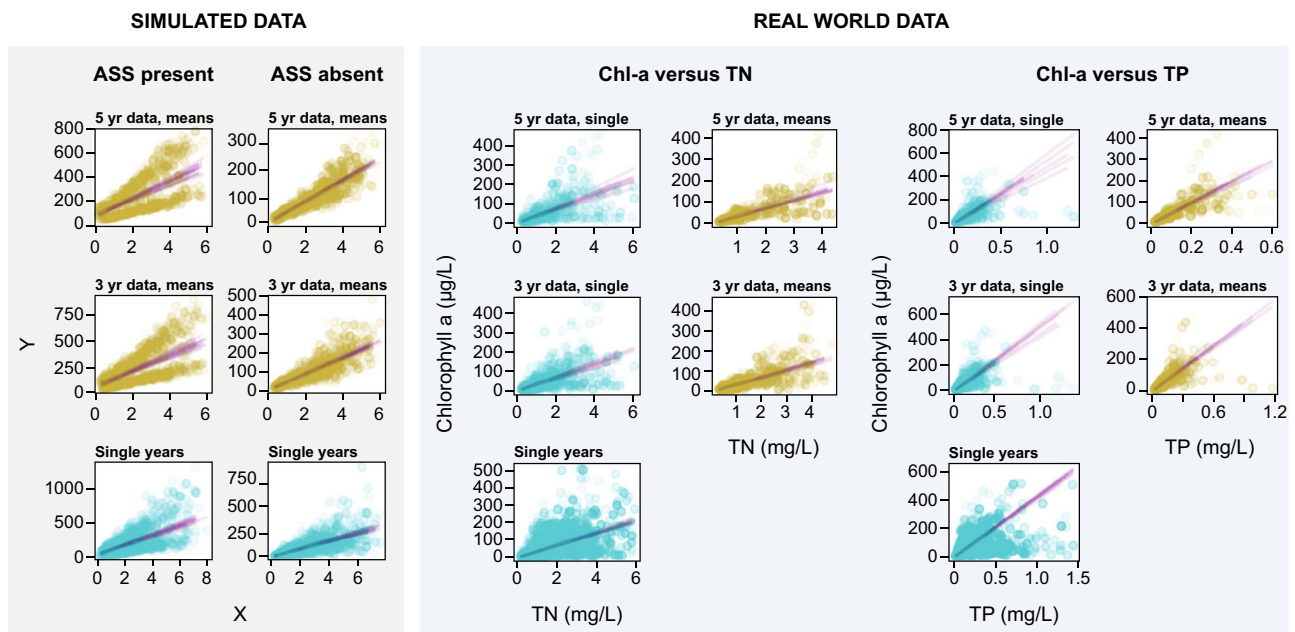 SIMULATED DATA
REAL WORLD DATA
ASS present
ASS absent
Chl-a versus TN
Chl-a versus TP
5 yr data, means
5 yr data, means
5 yr data, single
5 yr data, means
5 yr data, single
5 yr data, means
800
600
400
200
0
0 2 4 6
300
200
100
0
0 2 4 6
400
300
200
100
0
0 2 4 6
400
300
200
100
0
1 2 3 4
800
600
400
200
0
0 0.5 1.0
400
300
200
100
0
0 0.2 0.4 0.6
3 yr data, means
3 yr data, means
3 yr data, single
3 yr data, means
3 yr data, single
3 yr data, means
Y
750
500
250
0
0 2 4 6
500
400
300
200
100
0
0 2 4 6
Chlorophyll a (µg/L)
400
300
200
100
0
0 2 4 6
400
300
200
100
0
1 2 3 4
TN (mg/L)
Chlorophyll a (µg/L)
600
400
200
0
0 0.5 1.0
600
400
200
0
0 0.6 1.2
TP (mg/L)
Single years
Single years
Single years
Single years
1000
500
0
0 2 4 6 8
750
500
250
0
0 2 4 6
X
500
400
300
200
100
0
0 2 4 6
TN (mg/L)
600
400
200
0
0 0.5 1.0 1.5
TP (mg/L)